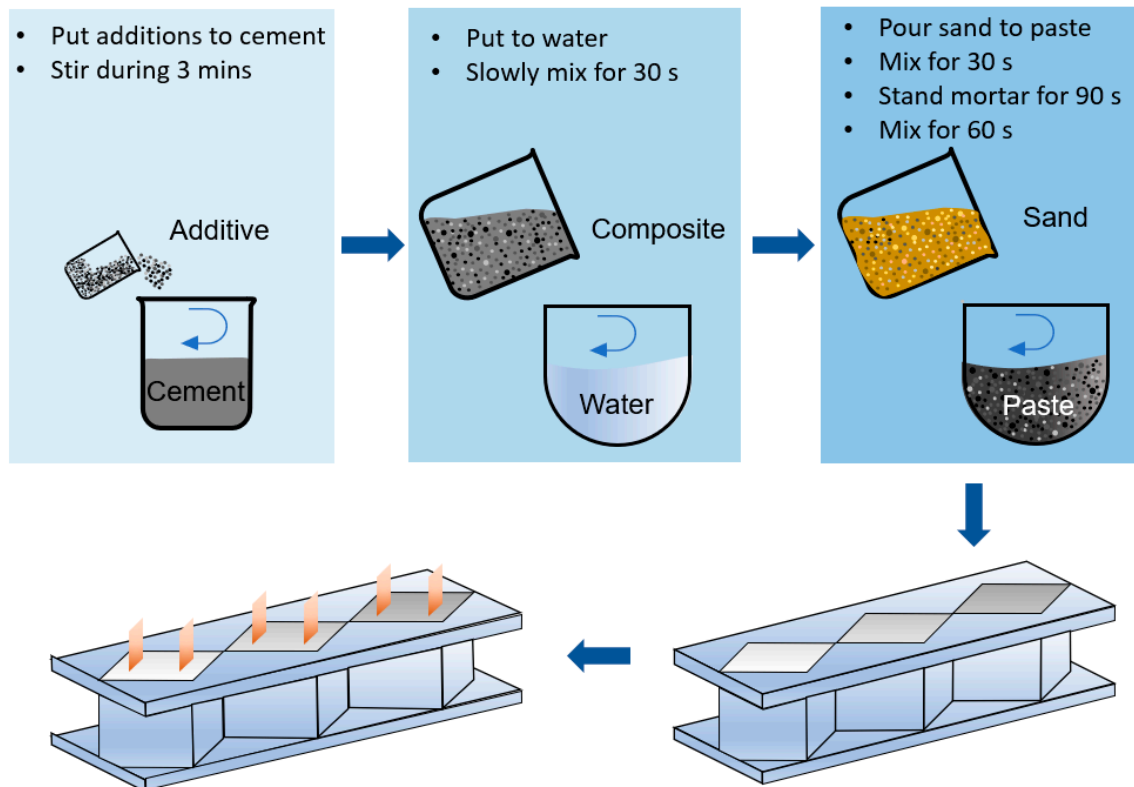 • Put additions to cement
• Stir during 3 mins
Additive
Cement
• Put to water
• Slowly mix for 30 s
Composite
Water
• Pour sand to paste
• Mix for 30 s
• Stand mortar for 90 s
• Mix for 60 s
Sand
Paste